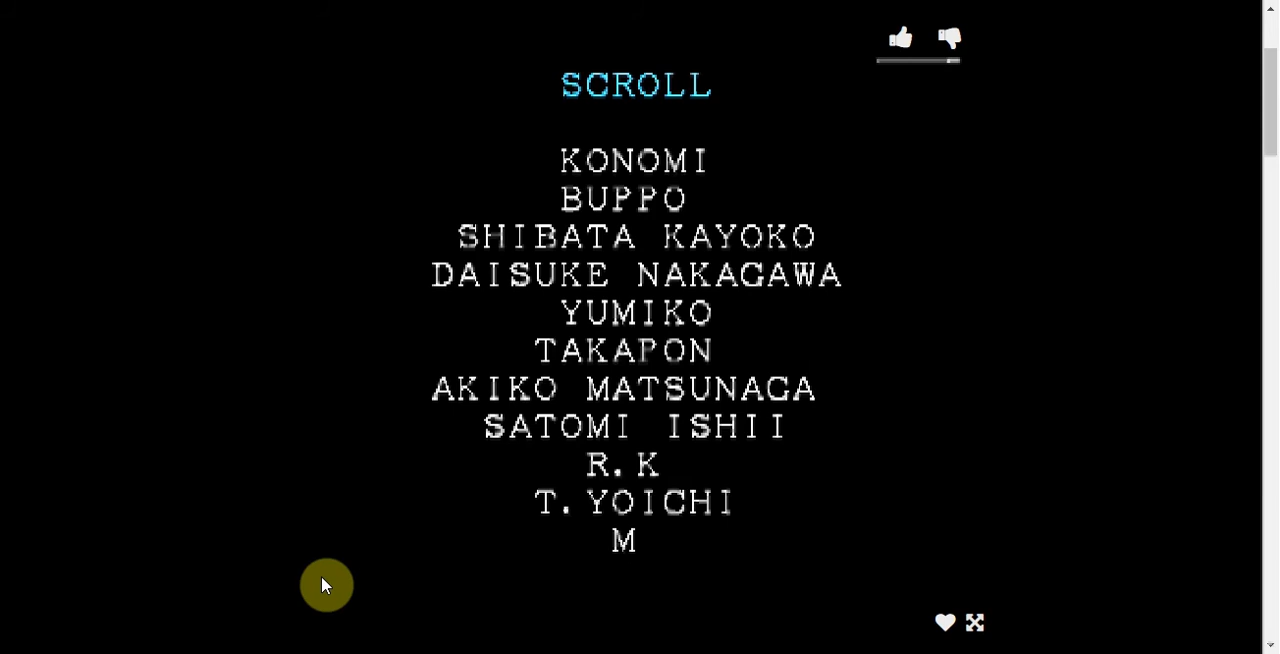 SCROLL
KONOMI
BUPPO
SHIBATA KAYOKO
DAISUKE NAKAGAWA
YUMIKO
TAKAPON
AKIKO MATSUNAGA
SATOMI ISHII
R.K
T.YOICHI
M